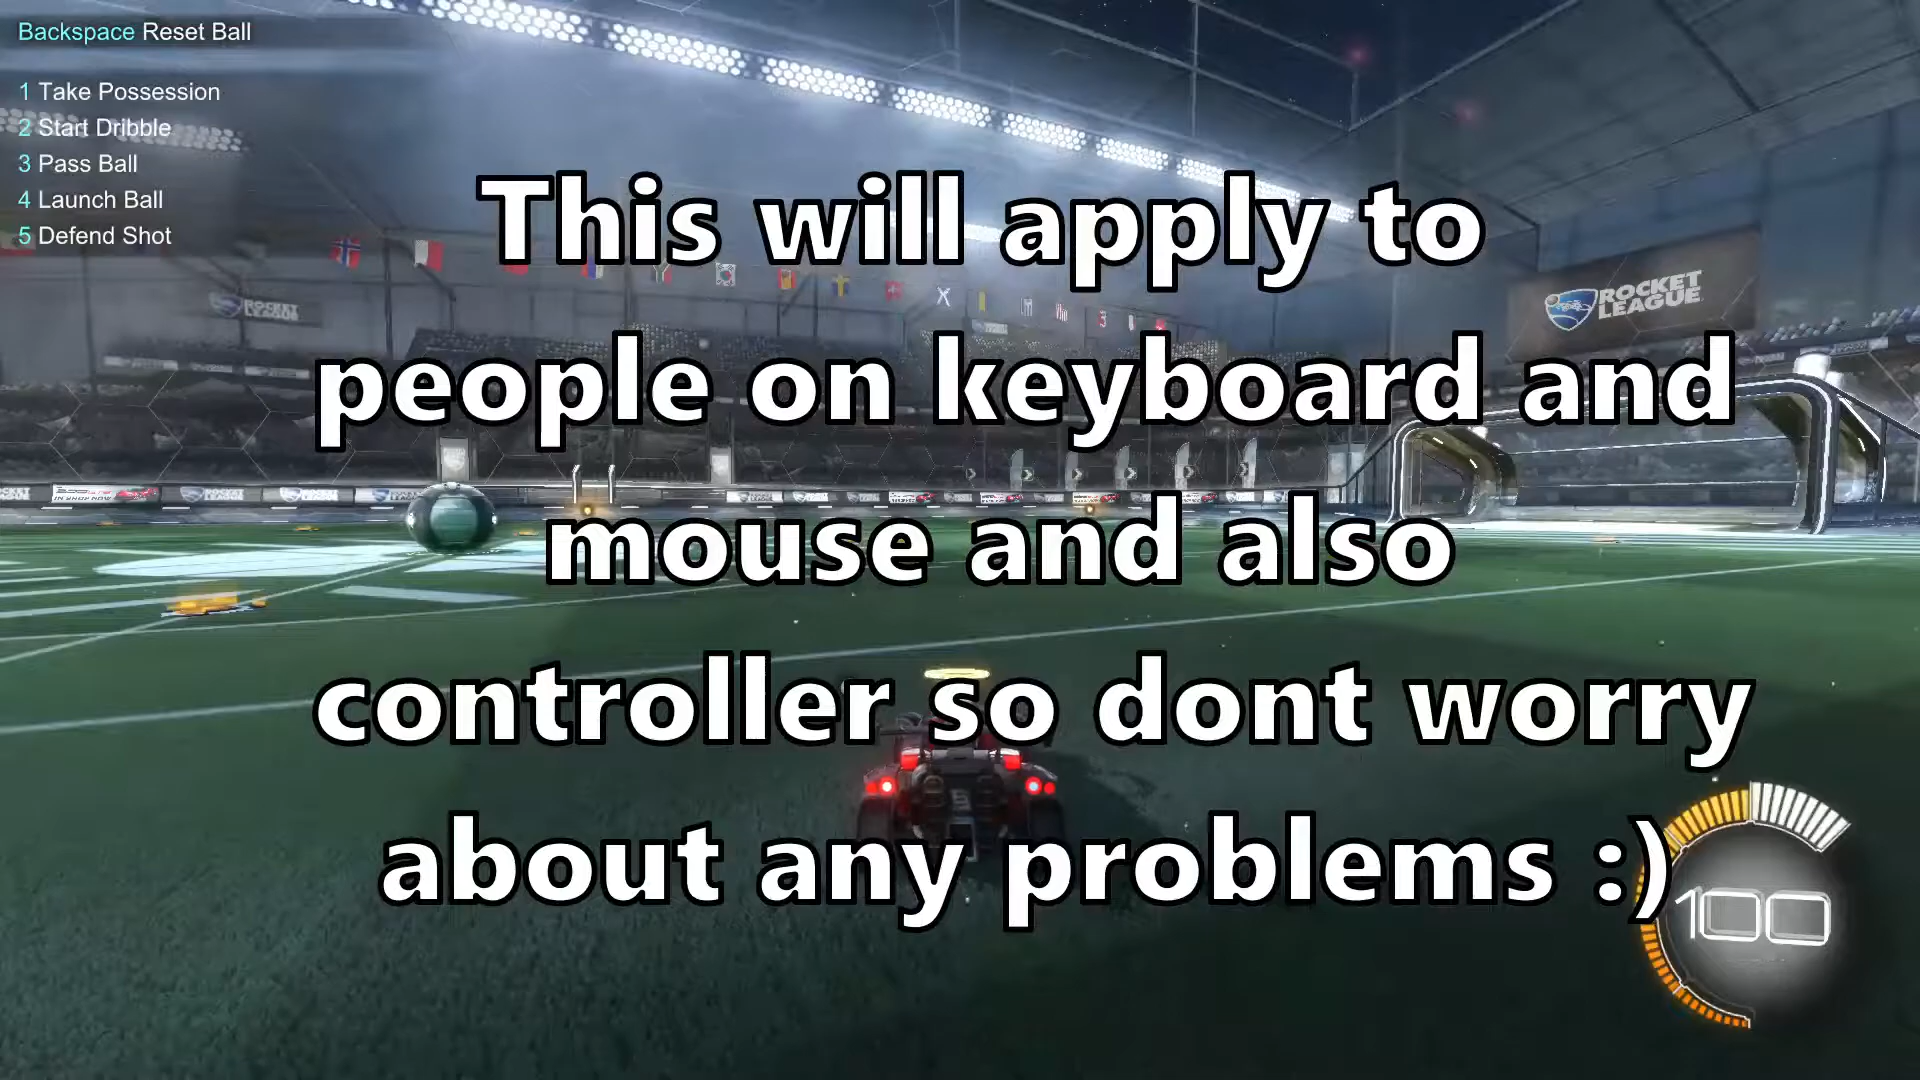 Backspace Reset Ball
1 Take Possession
2 Start Dribble
3 Pass Ball
4 Launch Ball
5 Defend Shot
This will apply to
people on keyboard and
mouse and also
controller so dont worry
about any problems :)
ROCKET
LEAGUE
ROCKET
LEAGUE
100